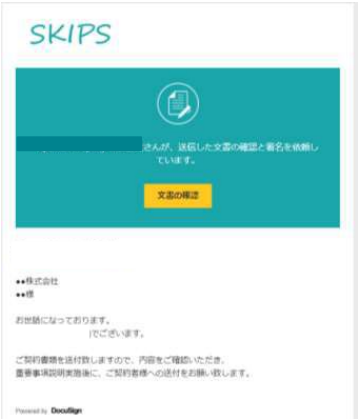 SKIPS
さんが、送信した文書の確認と署名を依頼し
ています。
文書の確認
●●株式会社
●●様
お世話になっております。
でございます。
ご契約書類を送付致しますので、内容をご確認いただき、
重要事項説明実施後に、ご契約者様への送付をお願い致します。
Powered by DocuSign